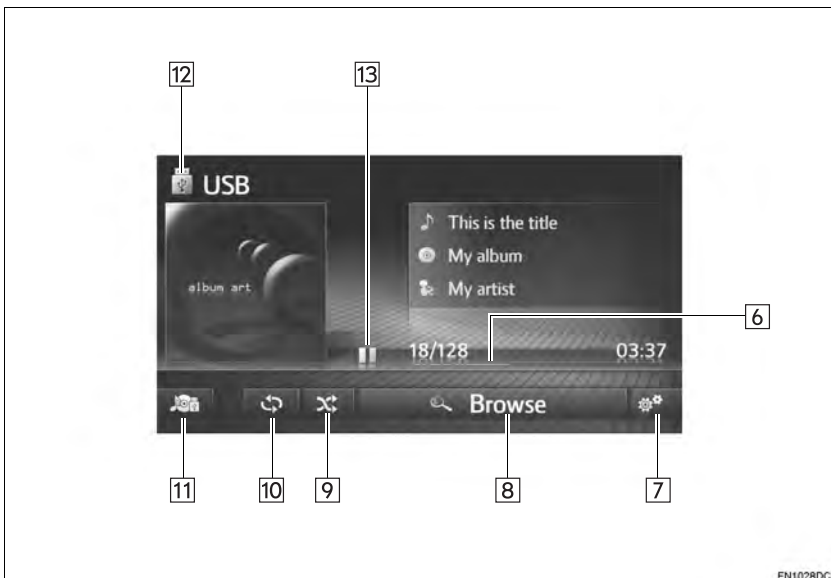 12 13
USB
This is the title
My album
album art
My artist
6
18/128 03:37
Browse
11 10 9 8 7
EN1028DC